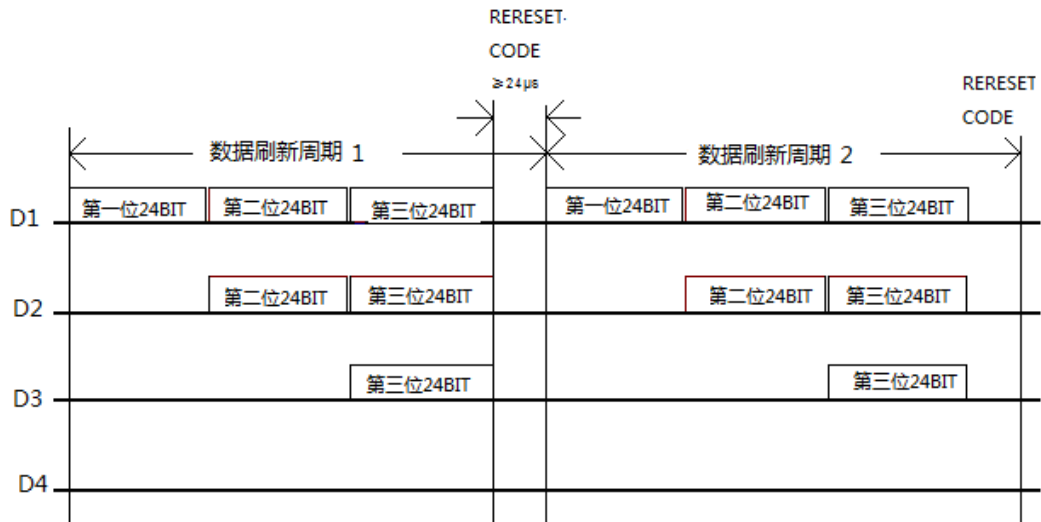 RERESET.
CODE
≥24μs
RERESET
CODE
数据刷新周期 1
数据刷新周期 2
D1
第一位24BIT
第二位24BIT
第三位24BIT
第一位24BIT
第二位24BIT
第三位24BIT
D2
第二位24BIT
第三位24BIT
第二位24BIT
第三位24BIT
D3
第三位24BIT
第三位24BIT
D4